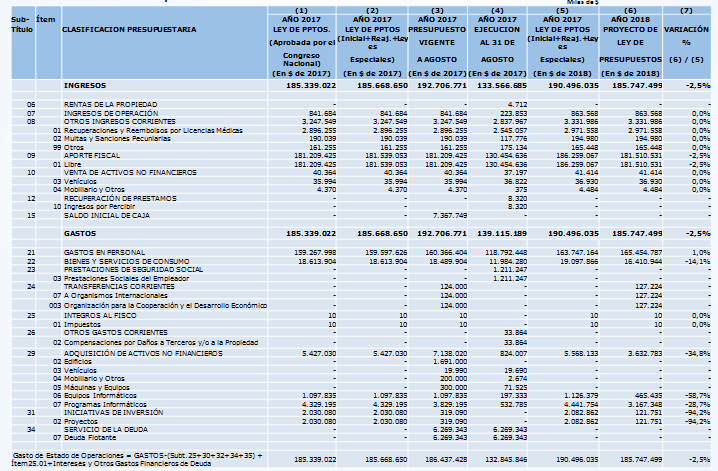 Miles de $
(1) (2) (3) (4) (5) (6) (7)
Sub-Título Ítem CLASIFICACION PRESUPUESTARIA AÑO 2017 LEY DE PPTOS. (Aprobada por el Congreso Nacional) (En $ de 2017) AÑO 2017 LEY DE PPTOS (Inicial+Reaj.+Leyes Especiales) (En $ de 2017) AÑO 2017 PRESUPUESTO VIGENTE A AGOSTO (En $ de 2017) AÑO 2017 EJECUCION AL 31 DE AGOSTO (En $ de 2017) AÑO 2017 LEY DE PPTOS (Inicial+Reaj.+Leyes Especiales) (En $ de 2018) AÑO 2018 PROYECTO DE LEY DE PRESUPUESTOS (En $ de 2018) VARIACIÓN % (6) / (5)
INGRESOS 185.339.022 185.668.650 192.706.771 133.566.685 190.496.035 185.747.499 -2,5%
06 RENTAS DE LA PROPIEDAD - - - 4.712 - -
07 INGRESOS DE OPERACIÓN 841.684 841.684 841.684 223.853 863.568 863.568 0,0%
08 OTROS INGRESOS CORRIENTES 3.247.549 3.247.549 3.247.549 2.837.967 3.331.986 3.331.986 0,0%
01 Recuperaciones y Reembolsos por Licencias Médicas 2.896.255 2.896.255 2.896.255 2.545.057 2.971.558 2.971.558 0,0%
02 Multas y Sanciones Pecuniarias 190.039 190.039 190.039 117.776 194.980 194.980 0,0%
99 Otros 161.255 161.255 161.255 175.134 165.448 165.448 0,0%
09 APORTE FISCAL 181.209.425 181.539.053 181.209.425 130.454.636 186.259.067 181.510.531 -2,5%
01 Libre 181.209.425 181.539.053 181.209.425 130.454.636 186.259.067 181.510.531 -2,5%
10 VENTA DE ACTIVOS NO FINANCIEROS 40.364 40.364 40.364 37.197 41.414 41.414 0,0%
03 Vehículos 35.994 35.994 35.994 36.822 36.930 36.930 0,0%
04 Mobiliario y Otros 4.370 4.370 4.370 375 4.484 4.484 0,0%
12 RECUPERACIÓN DE PRESTAMOS - - - 8.320 - -
10 Ingresos por Percibir - - - 8.320 - -
15 SALDO INICIAL DE CAJA - - 7.367.749 - - -
GASTOS 185.339.022 185.668.650 192.706.771 139.115.189 190.496.035 185.747.499 -2,5%
21 GASTOS EN PERSONAL 159.267.998 159.597.626 160.366.404 118.792.448 163.747.164 165.454.787 1,0%
22 BIENES Y SERVICIOS DE CONSUMO 18.613.904 18.613.904 18.489.904 11.984.280 19.097.866 16.410.944 -14,1%
23 PRESTACIONES DE SEGURIDAD SOCIAL - - - 1.211.247 - -
03 Prestaciones Sociales del Empleador - - - 1.211.247 - -
24 TRANSFERENCIAS CORRIENTES - - 124.000 - - 127.224
07 A Organismos Internacionales - - 124.000 - - 127.224
003 Organización para la Cooperación y el Desarrollo Económico - - 124.000 - - 127.224
25 INTEGROS AL FISCO 10 10 10 - 10 10 0,0%
01 Impuestos 10 10 10 - 10 10 0,0%
26 OTROS GASTOS CORRIENTES - - - 33.864 - -
02 Compensaciones por Daños a Terceros y/o a la Propiedad - - - 33.864 - -
29 ADQUISICIÓN DE ACTIVOS NO FINANCIEROS 5.427.030 5.427.030 7.138.020 824.007 5.568.133 3.632.783 -34,8%
02 Edificios - - 1.691.000 - - -
03 Vehículos - - 19.990 19.690 - -
04 Mobiliario y Otros - - 200.000 2.674 - -
05 Máquinas y Equipos - - 300.000 71.525 - -
06 Equipos Informáticos 1.097.835 1.097.835 1.097.835 197.333 1.126.379 465.435 -58,7%
07 Programas Informáticos 4.329.195 4.329.195 3.829.195 532.785 4.441.754 3.167.348 -28,7%
31 INICIATIVAS DE INVERSIÓN 2.030.080 2.030.080 319.090 - 2.082.862 121.751 -94,2%
02 Proyectos 2.030.080 2.030.080 319.090 - 2.082.862 121.751 -94,2%
34 SERVICIO DE LA DEUDA - - 6.269.343 6.269.343 - -
07 Deuda Flotante - - 6.269.343 6.269.343 - -
Gasto de Estado de Operaciones = GASTOS-(Subt.25+30+32+34+35) +
Ítem25.01+Intereses y Otros Gastos Financieros de Deuda 185.339.022 185.668.650 186.437.428 132.845.846 190.496.035 185.747.499 -2,5%